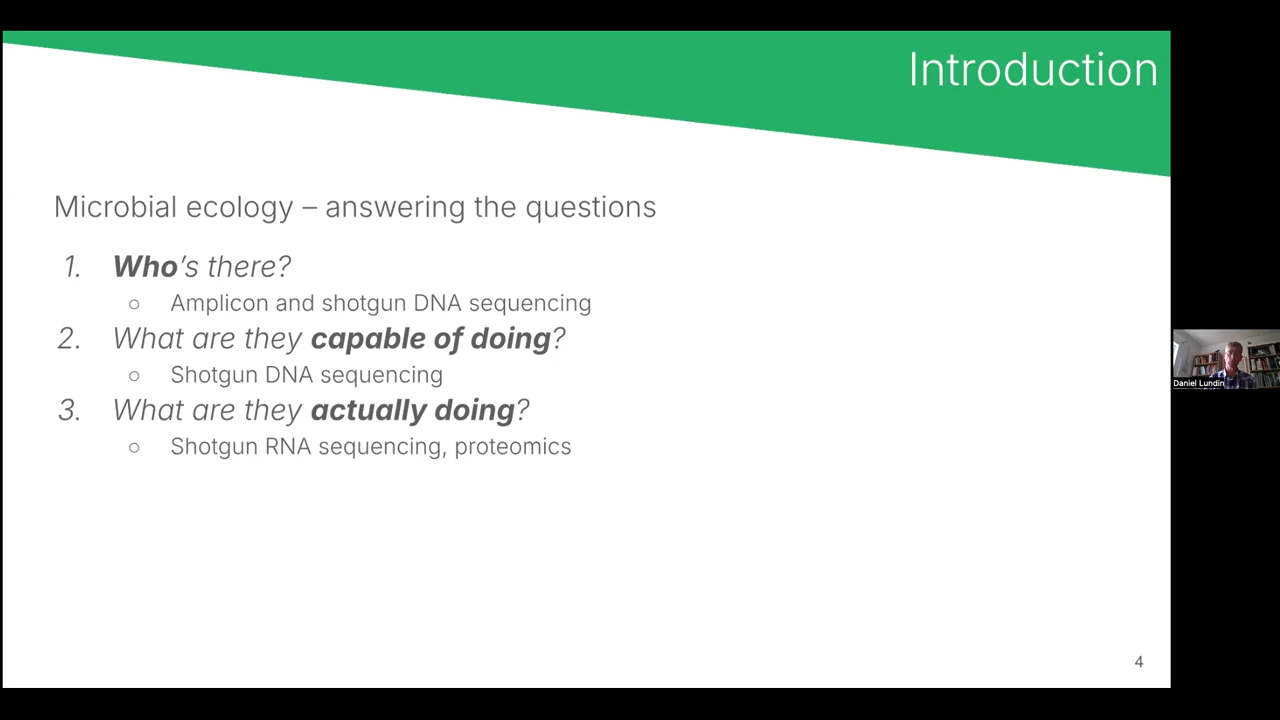 Introduction
Microbial ecology – answering the questions
1. Who's there?
○ Amplicon and shotgun DNA sequencing
2. What are they capable of doing?
○ Shotgun DNA sequencing
3. What are they actually doing?
○ Shotgun RNA sequencing, proteomics
Daniel Lundin
4